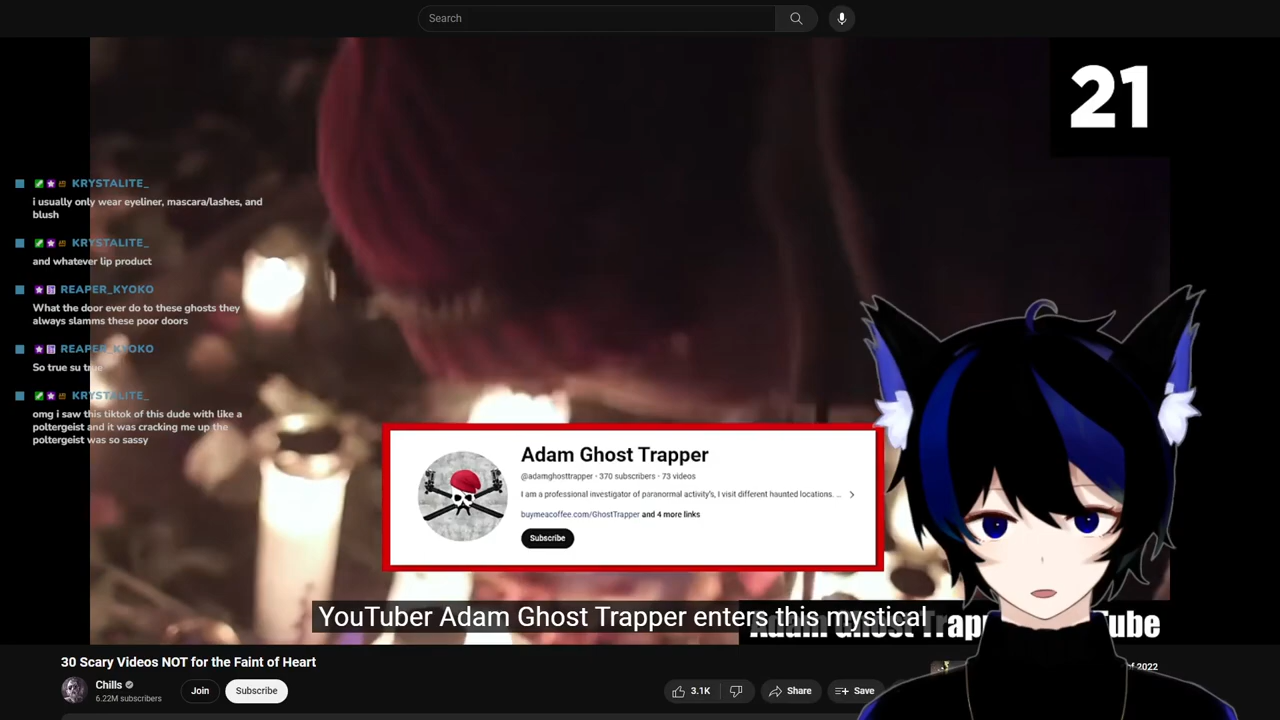 Search
21
KRYSTALITE_
i usually only wear eyeliner, mascara/lashes, and
blush
KRYSTALITE_
and whatever lip product
REAPER_KYOKO
What the door ever do to these ghosts they
always slamms these poor doors
REAPER_KYOKO
So true su true
KRYSTALITE_
omg i saw this tiktok of this dude with like a
poltergeist and it was cracking me up the
poltergeist was so sassy
Adam Ghost Trapper
@adamghosttrapper · 370 subscribers · 73 videos
I am a professional investigator of paranormal activity's, I visit different haunted locations. ...
buymeacoffee.com/GhostTrapper and 4 more links
Subscribe
YouTuber Adam Ghost Trapper enters this mystical
30 Scary Videos NOT for the Faint of Heart
of 2022
Chills
6.22M subscribers
Join
Subscribe
3.1K
Share
Save